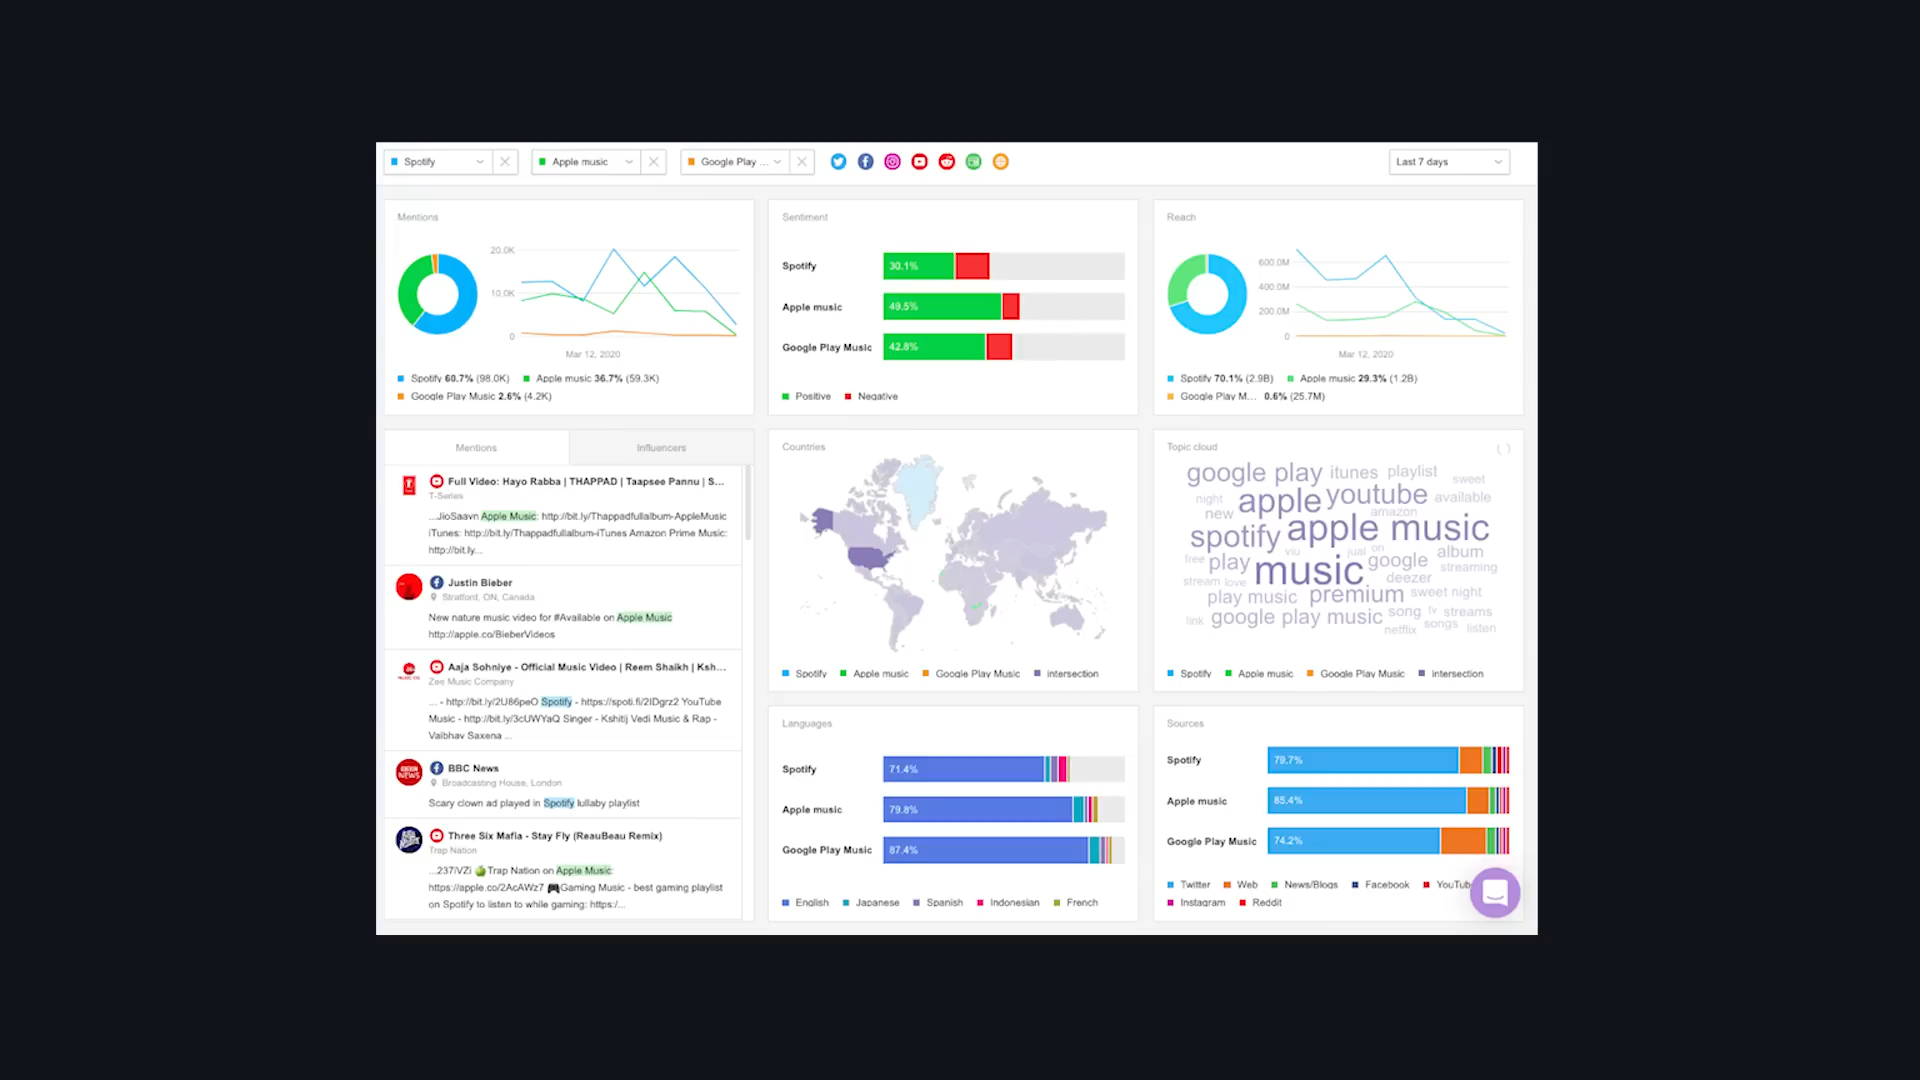 Spotify
Apple music
Google Play ...
Last 7 days
Mentions
20.0K
10.0K
0
Mar 12, 2020
Spotify 60.7% (98.0K)
Apple music 36.7% (59.3K)
Google Play Music 2.6% (4.2K)
Sentiment
Spotify
30.1%
Apple music
49.5%
Google Play Music
42.8%
Positive
Negative
Reach
600.0M
400.0M
200.0M
0
Mar 12, 2020
Spotify 70.1% (2.9B)
Apple music 29.3% (1.2B)
Google Play M... 0.6% (25.7M)
Mentions
Influencers
Full Video: Hayo Rabba | THAPPAD | Taapsee Pannu | S...
T-Series
...JioSaavn Apple Music: http://bit.ly/Thappadfullalbum-AppleMusic
iTunes: http://bit.ly/Thappadfullalbum-iTunes Amazon Prime Music:
http://bit.ly...
Justin Bieber
Stratford, ON, Canada
New nature music video for #Available on Apple Music
http://apple.co/BieberVideos
Aaja Sohniye - Official Music Video | Reem Shaikh | Ksh...
Zee Music Company
... - http://bit.ly/2U86peO Spotify - https://spoti.fi/2IDgrz2 YouTube
Music - http://bit.ly/3cUWYaQ Singer - Kshitij Vedi Music & Rap -
Vaibhav Saxena ...
BBC NEWS
BBC News
Broadcasting House, London
Scary clown ad played in Spotify lullaby playlist
Three Six Mafia - Stay Fly (ReauBeau Remix)
Trap Nation
...237iVZi Trap Nation on Apple Music:
https://apple.co/2AcAWz7 Gaming Music - best gaming playlist
on Spotify to listen to while gaming: https:/...
Countries
Spotify
Apple music
Google Play Music
intersection
Topic cloud
google play itunes playlist sweet
night apple youtube available
new amazon
spotify apple music
viu jual on
free play google album
music streaming
stream love deezer
play music premium sweet night
link google play music song tv streams
netflix songs listen
Spotify
Apple music
Google Play Music
intersection
Languages
Spotify
71.4%
Apple music
79.8%
Google Play Music
87.4%
English
Japanese
Spanish
Indonesian
French
Sources
Spotify
79.7%
Apple music
85.4%
Google Play Music
74.2%
Twitter
Web
News/Blogs
Facebook
YouTub
Instagram
Reddit